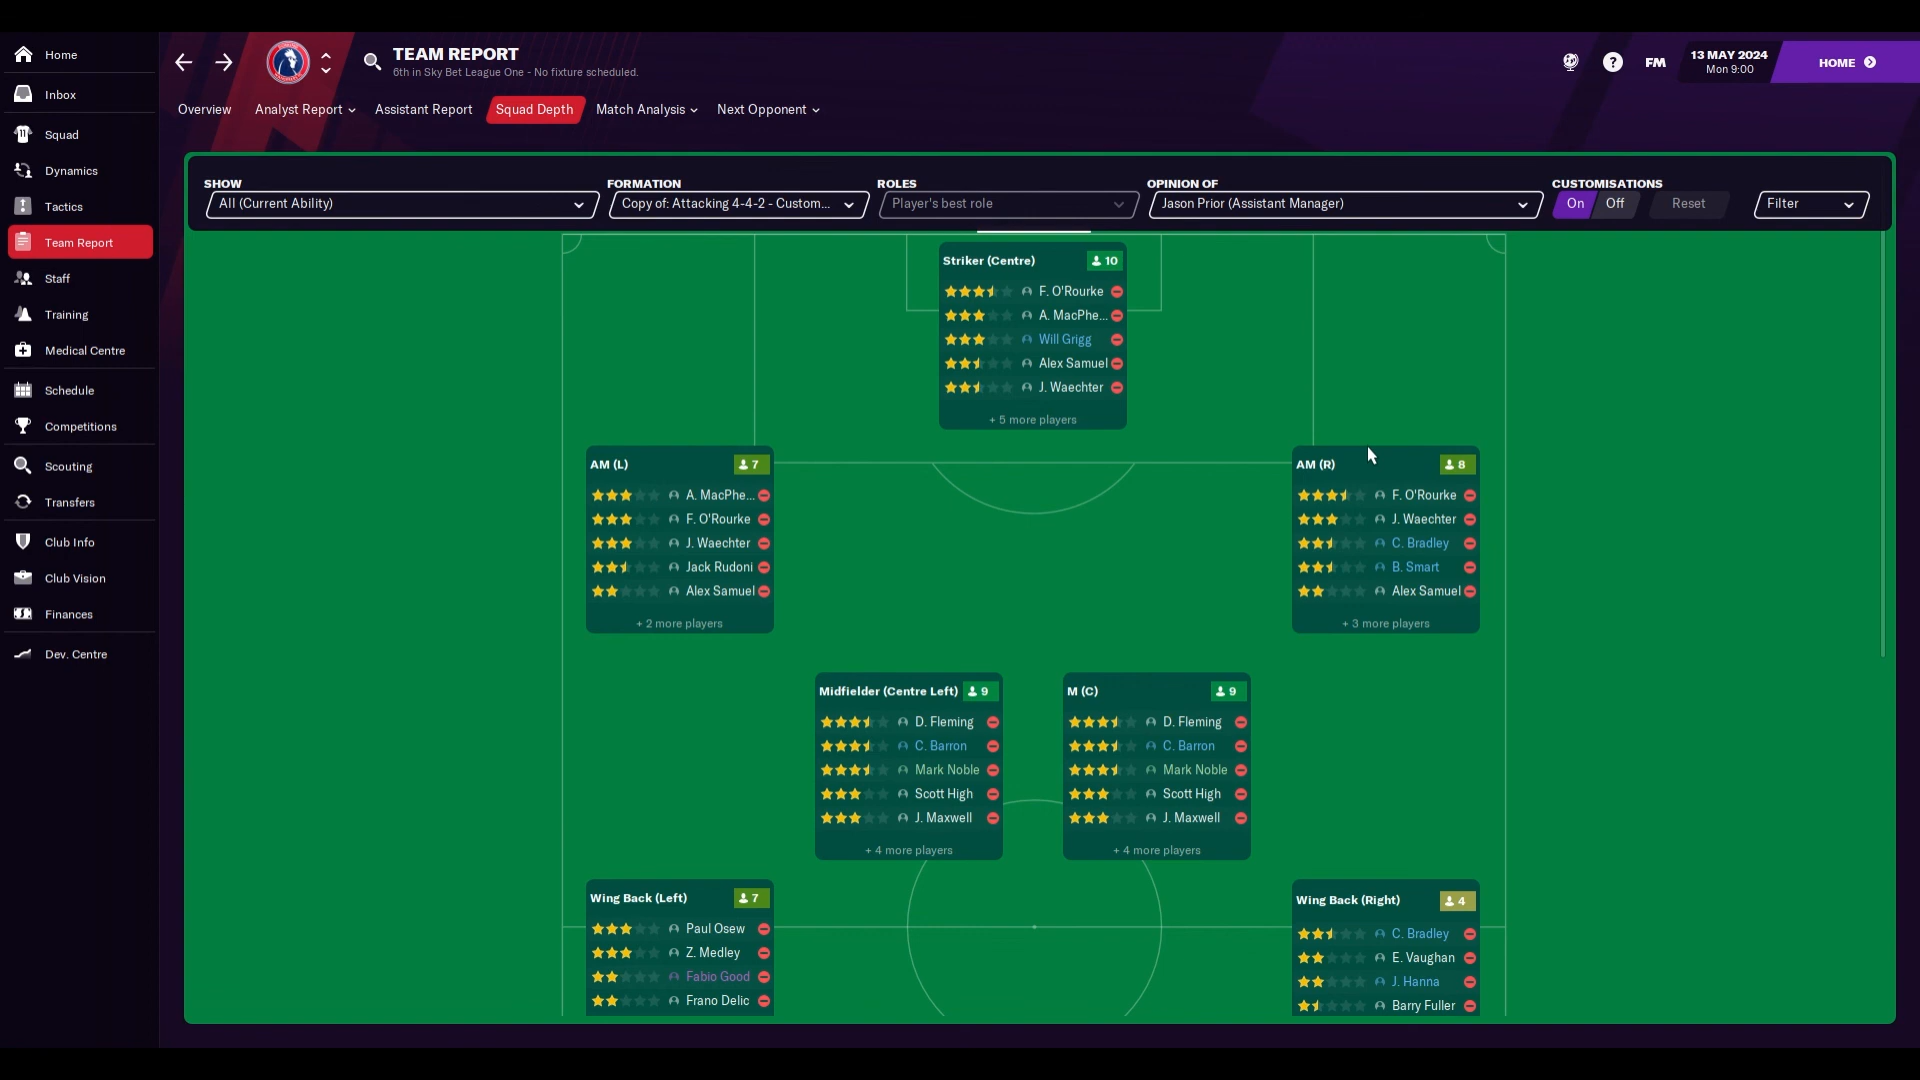 Home
Inbox
Squad
Dynamics
Tactics
Team Report
Staff
Training
Medical Centre
Schedule
Competitions
Scouting
Transfers
Club Info
Club Vision
Finances
Dev. Centre
TEAM REPORT
6th in Sky Bet League One - No fixture scheduled.
FM
13 MAY 2024
Mon 9:00
HOME
Overview
Analyst Report
Assistant Report
Squad Depth
Match Analysis
Next Opponent
SHOW
All (Current Ability)
FORMATION
Copy of: Attacking 4-4-2 - Custom...
ROLES
Player's best role
OPINION OF
Jason Prior (Assistant Manager)
CUSTOMISATIONS
On
Off
Reset
Filter
Striker (Centre) 10
F. O'Rourke
A. MacPhe...
Will Grigg
Alex Samuel
J. Waechter
+ 5 more players
AM (L) 7
A. MacPhe...
F. O'Rourke
J. Waechter
Jack Rudoni
Alex Samuel
+ 2 more players
AM (R) 8
F. O'Rourke
J. Waechter
C. Bradley
B. Smart
Alex Samuel
+ 3 more players
Midfielder (Centre Left) 9
D. Fleming
C. Barron
Mark Noble
Scott High
J. Maxwell
+ 4 more players
M (C) 9
D. Fleming
C. Barron
Mark Noble
Scott High
J. Maxwell
+ 4 more players
Wing Back (Left) 7
Paul Osew
Z. Medley
Fabio Good
Frano Delic
Wing Back (Right) 4
C. Bradley
E. Vaughan
J. Hanna
Barry Fuller